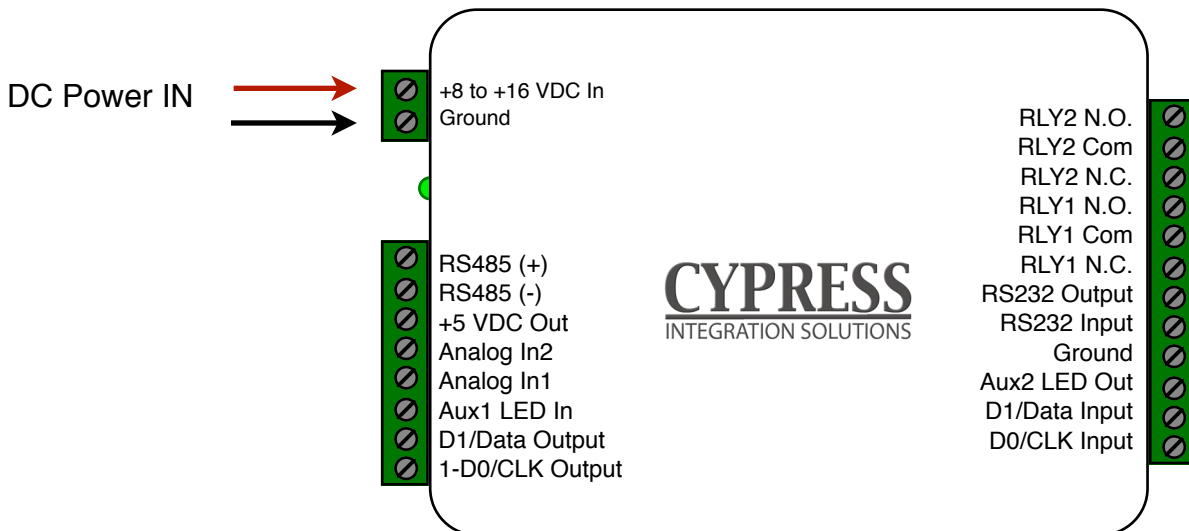 DC Power IN
+8 to +16 VDC In
Ground
RS485 (+)
RS485 (-)
+5 VDC Out
Analog In2
Analog In1
Aux1 LED In
D1/Data Output
1-D0/CLK Output
CYPRESS
INTEGRATION SOLUTIONS
RLY2 N.O.
RLY2 Com
RLY2 N.C.
RLY1 N.O.
RLY1 Com
RLY1 N.C.
RS232 Output
RS232 Input
Ground
Aux2 LED Out
D1/Data Input
D0/CLK Input